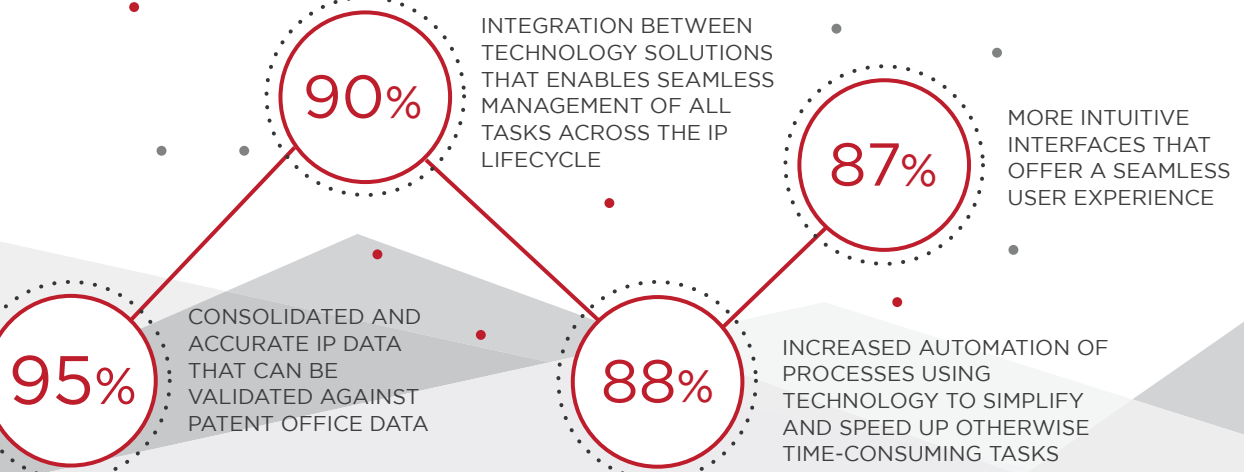 90%
INTEGRATION BETWEEN
TECHNOLOGY SOLUTIONS
THAT ENABLES SEAMLESS
MANAGEMENT OF ALL
TASKS ACROSS THE IP
LIFECYCLE
87%
MORE INTUITIVE
INTERFACES THAT
OFFER A SEAMLESS
USER EXPERIENCE
95%
CONSOLIDATED AND
ACCURATE IP DATA
THAT CAN BE
VALIDATED AGAINST
PATENT OFFICE DATA
88%
INCREASED AUTOMATION OF
PROCESSES USING
TECHNOLOGY TO SIMPLIFY
AND SPEED UP OTHERWISE
TIME-CONSUMING TASKS